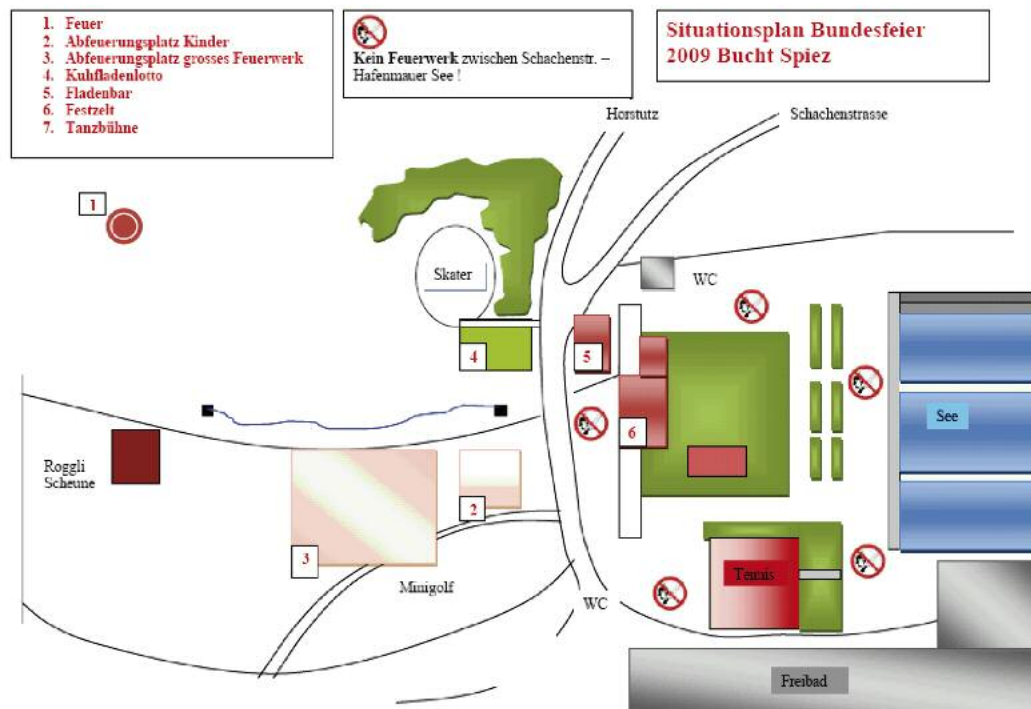 1. Feuer
2. Abfeuerungsplatz Kinder
3. Abfeuerungsplatz grosses Feuerwerk
4. Kuhfladenlotto
5. Fladenbar
6. Festzelt
7. Tanzbühne
Kein Feuerwerk zwischen Schachenstr. –
Hafenmauer See !
Situationsplan Bundesfeier
2009 Bucht Spiez
Horstutz
Schachenstrasse
1
Skater
WC
4
5
See
6
Roggli
Scheune
2
3
Minigolf
Tennis
WC
Freibad